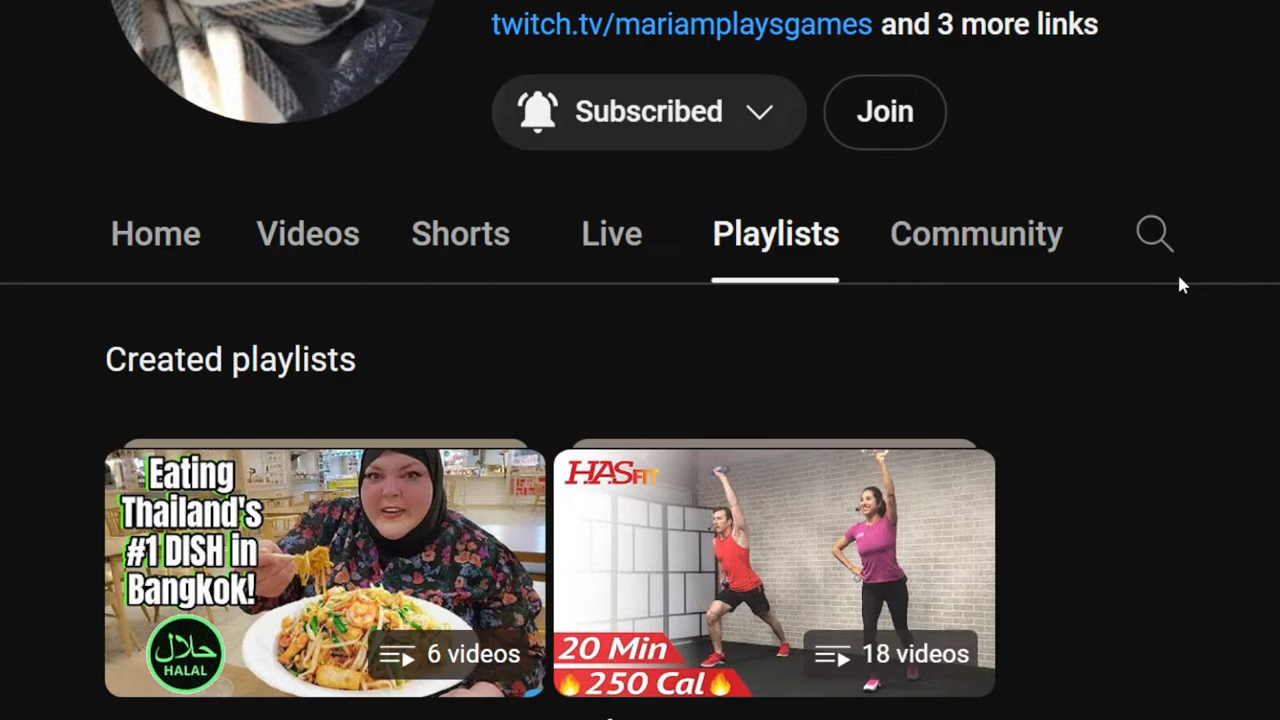 twitch.tv/mariamplaysgames and 3 more links
Subscribed
Join
Home Videos Shorts Live Playlists Community
Created playlists
Eating
Thailand's
#1 DISH in
Bangkok!
حلال
HALAL
6 videos
HASFIT
20 Min
250 Cal
18 videos